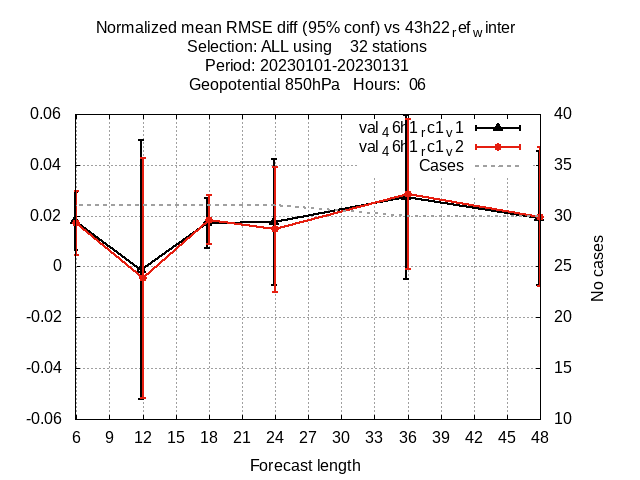 Normalized mean RMSE diff (95% conf) vs 43h22refwinter
Selection: ALL using 32 stations
Period: 20230101-20230131
Geopotential 850hPa Hours: 06
val46h1rc1v1
val46h1rc1v2
Cases
0.06
0.04
0.02
0
-0.02
-0.04
-0.06
40
35
30
25
20
15
10
No cases
6 9 12 15 18 21 24 27 30 33 36 39 42 45 48
Forecast length